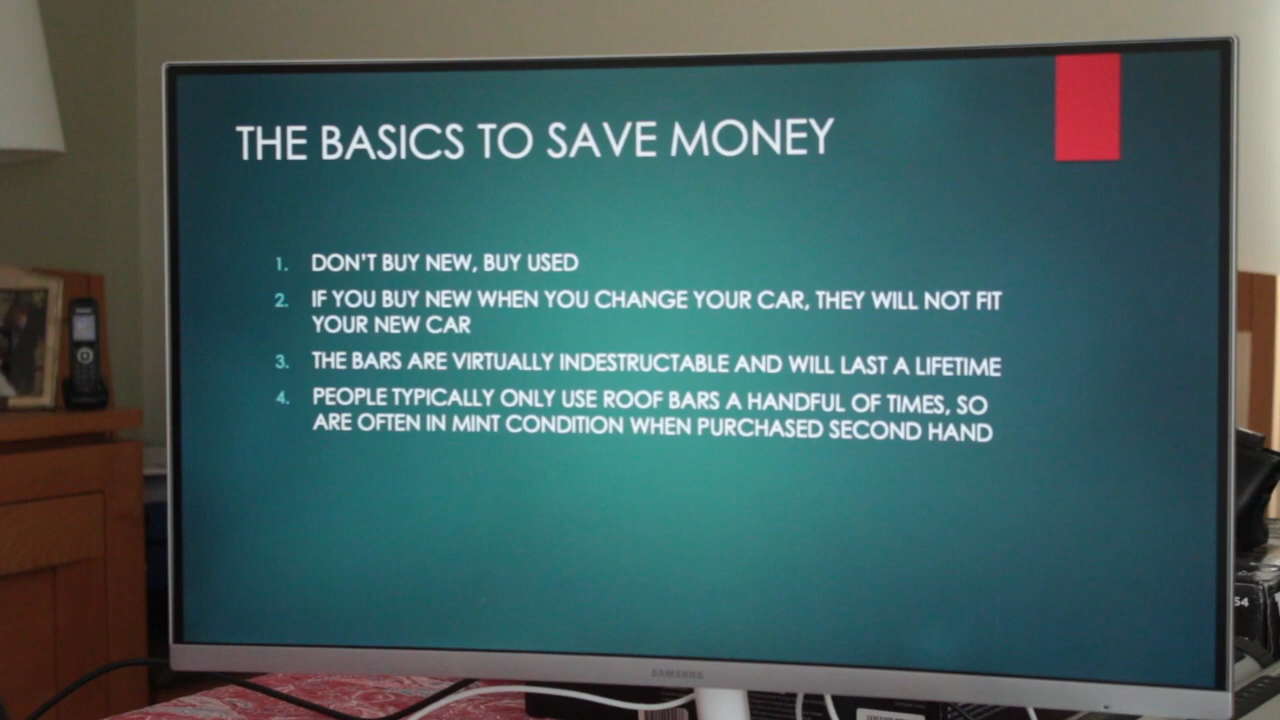 THE BASICS TO SAVE MONEY
1. DON'T BUY NEW, BUY USED
2. IF YOU BUY NEW WHEN YOU CHANGE YOUR CAR, THEY WILL NOT FIT
YOUR NEW CAR
3. THE BARS ARE VIRTUALLY INDESTRUCTABLE AND WILL LAST A LIFETIME
4. PEOPLE TYPICALLY ONLY USE ROOF BARS A HANDFUL OF TIMES, SO
ARE OFTEN IN MINT CONDITION WHEN PURCHASED SECOND HAND
SAMSUNG
54